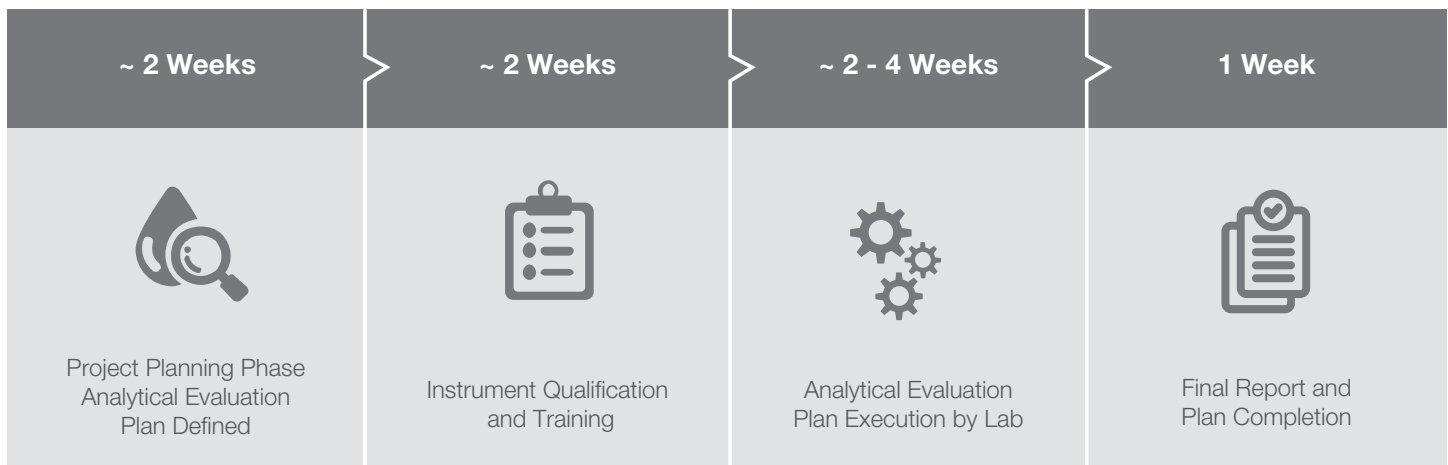 ~ 2 Weeks
~ 2 Weeks
~ 2 - 4 Weeks
1 Week
Project Planning Phase
Analytical Evaluation
Plan Defined
Instrument Qualification
and Training
Analytical Evaluation
Plan Execution by Lab
Final Report and
Plan Completion